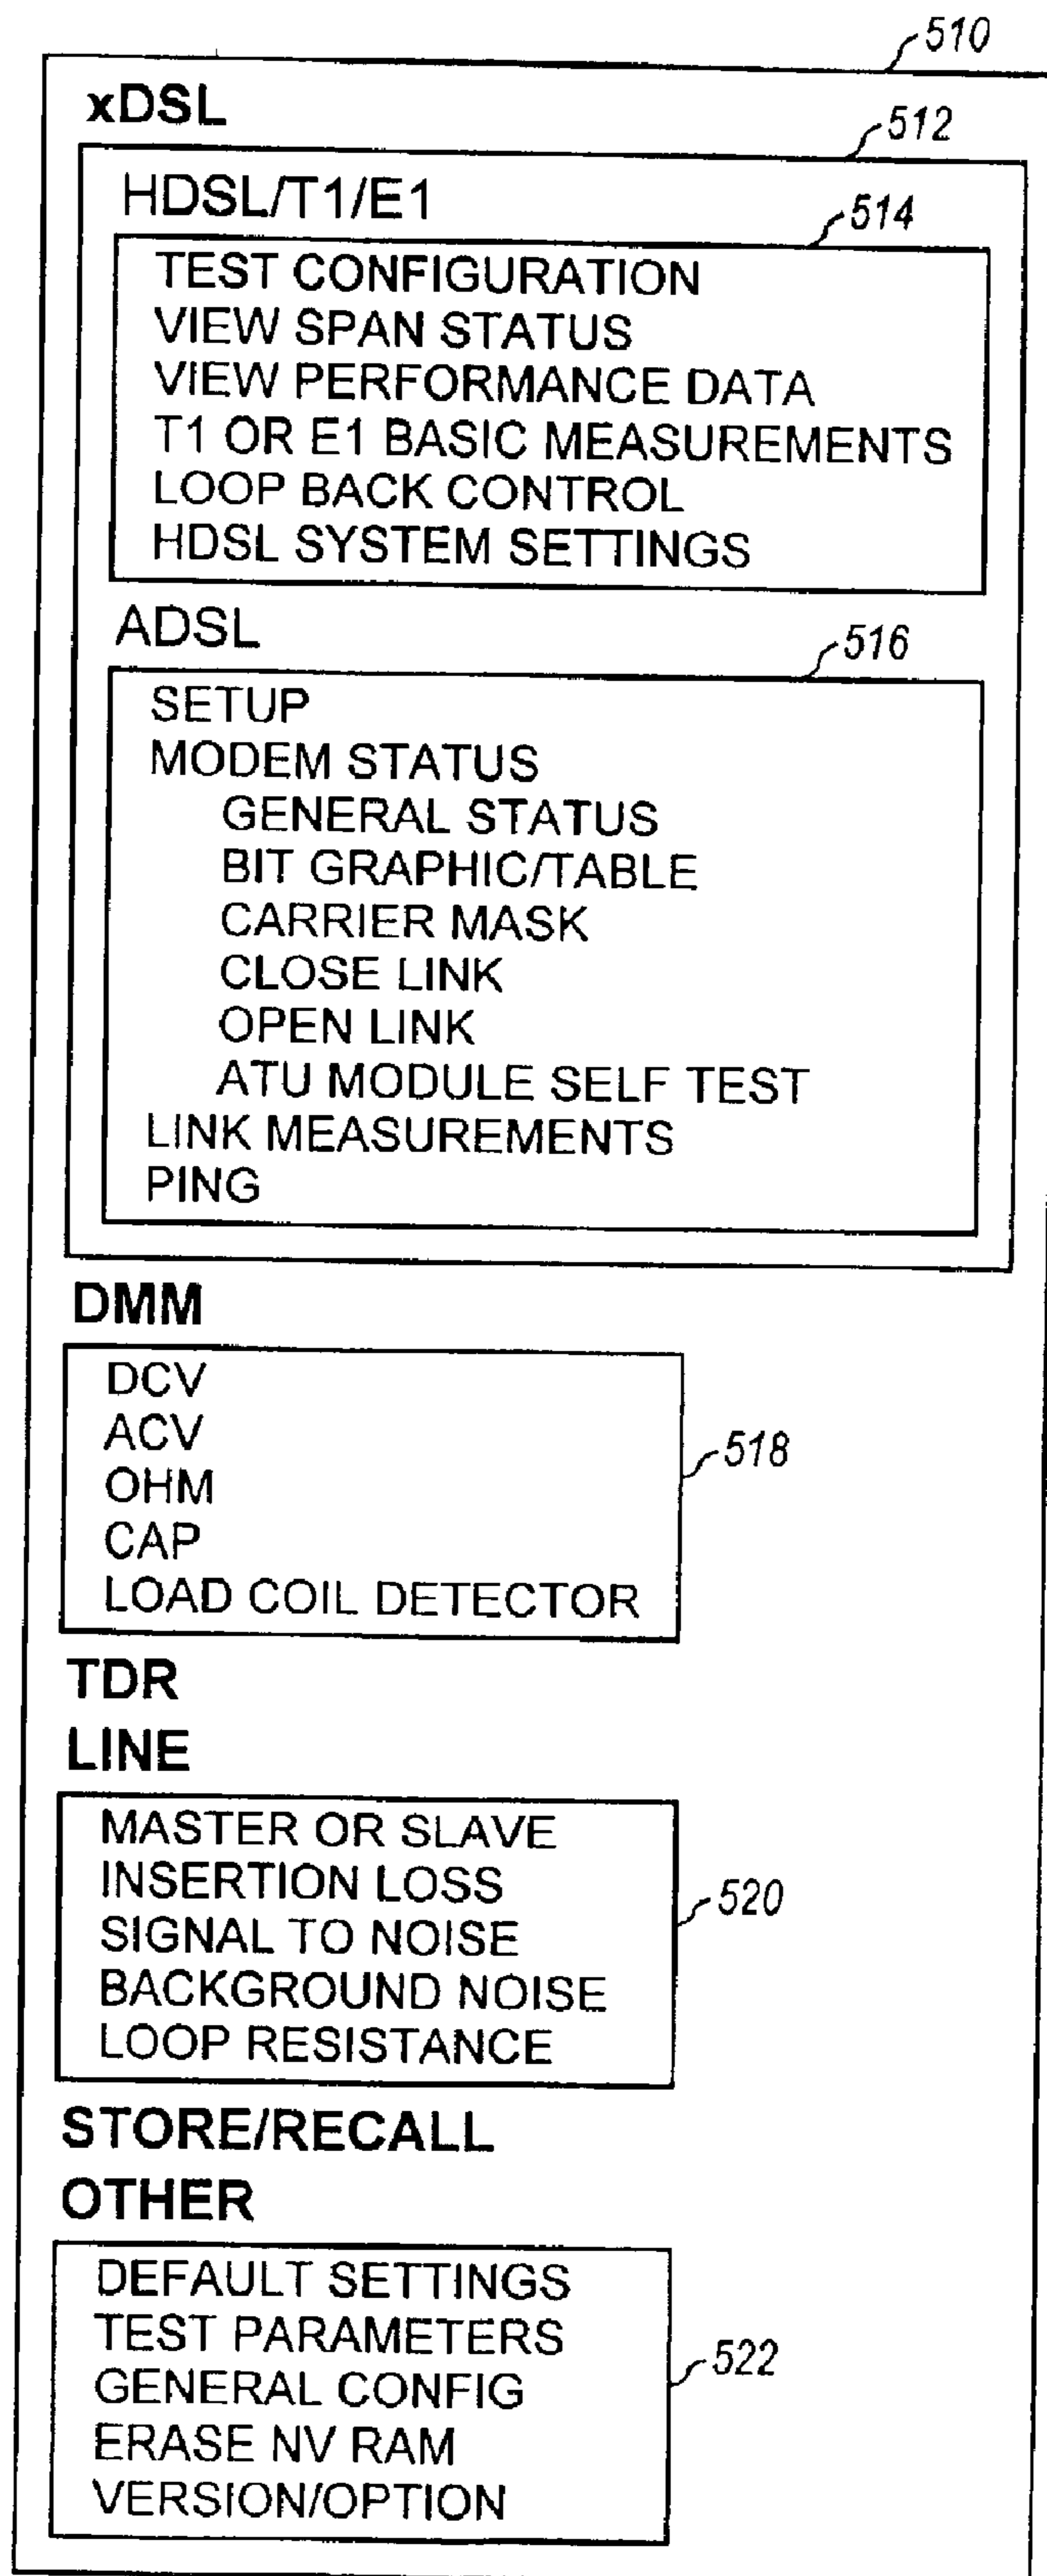 510
xDSL
512
HDSL/T1/E1
514
TEST CONFIGURATION
VIEW SPAN STATUS
VIEW PERFORMANCE DATA
T1 OR E1 BASIC MEASUREMENTS
LOOP BACK CONTROL
HDSL SYSTEM SETTINGS
ADSL
516
SETUP
MODEM STATUS
GENERAL STATUS
BIT GRAPHIC/TABLE
CARRIER MASK
CLOSE LINK
OPEN LINK
ATU MODULE SELF TEST
LINK MEASUREMENTS
PING
DMM
DCV
ACV
OHM
CAP
LOAD COIL DETECTOR
518
TDR
LINE
MASTER OR SLAVE
INSERTION LOSS
SIGNAL TO NOISE
BACKGROUND NOISE
LOOP RESISTANCE
520
STORE/RECALL
OTHER
DEFAULT SETTINGS
TEST PARAMETERS
GENERAL CONFIG
ERASE NV RAM
VERSION/OPTION
522